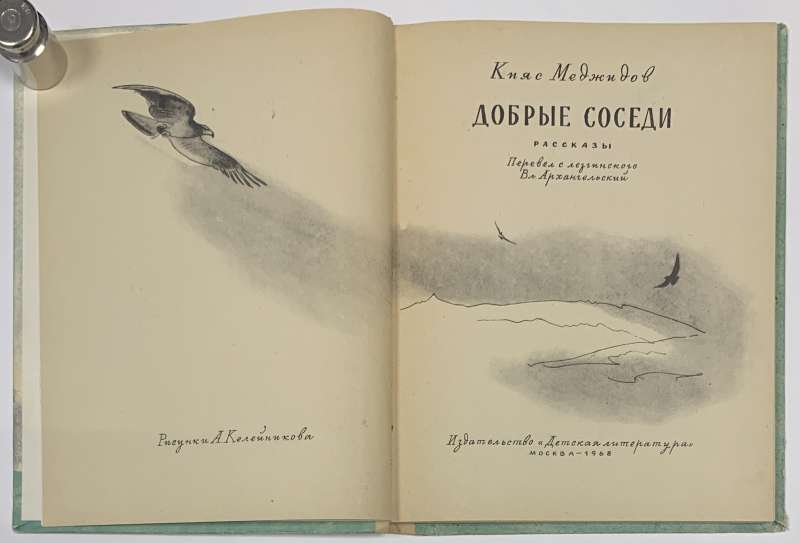 Рисунки А. Келейникова
Кияс Меджидов
ДОБРЫЕ СОСЕДИ
РАССКАЗЫ
Перевел с лезгинского
Вл. Архангельский
Издательство «Детская литература»
МОСКВА—1968